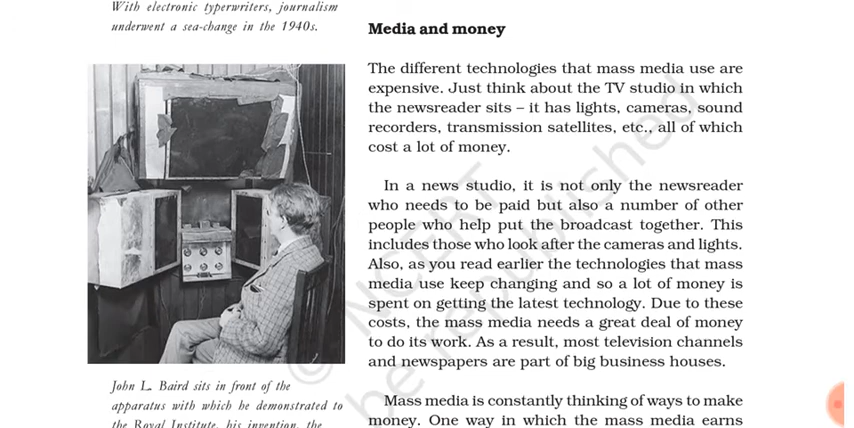 With electronic typewriters, journalism
underwent a sea-change in the 1940s.
John L. Baird sits in front of the
apparatus with which he demonstrated to
the Royal Institute, his invention, the
Media and money
The different technologies that mass media use are
expensive. Just think about the TV studio in which
the newsreader sits – it has lights, cameras, sound
recorders, transmission satellites, etc., all of which
cost a lot of money.
In a news studio, it is not only the newsreader
who needs to be paid but also a number of other
people who help put the broadcast together. This
includes those who look after the cameras and lights.
Also, as you read earlier the technologies that mass
media use keep changing and so a lot of money is
spent on getting the latest technology. Due to these
costs, the mass media needs a great deal of money
to do its work. As a result, most television channels
and newspapers are part of big business houses.
Mass media is constantly thinking of ways to make
money. One way in which the mass media earns
© NCERT
be republished